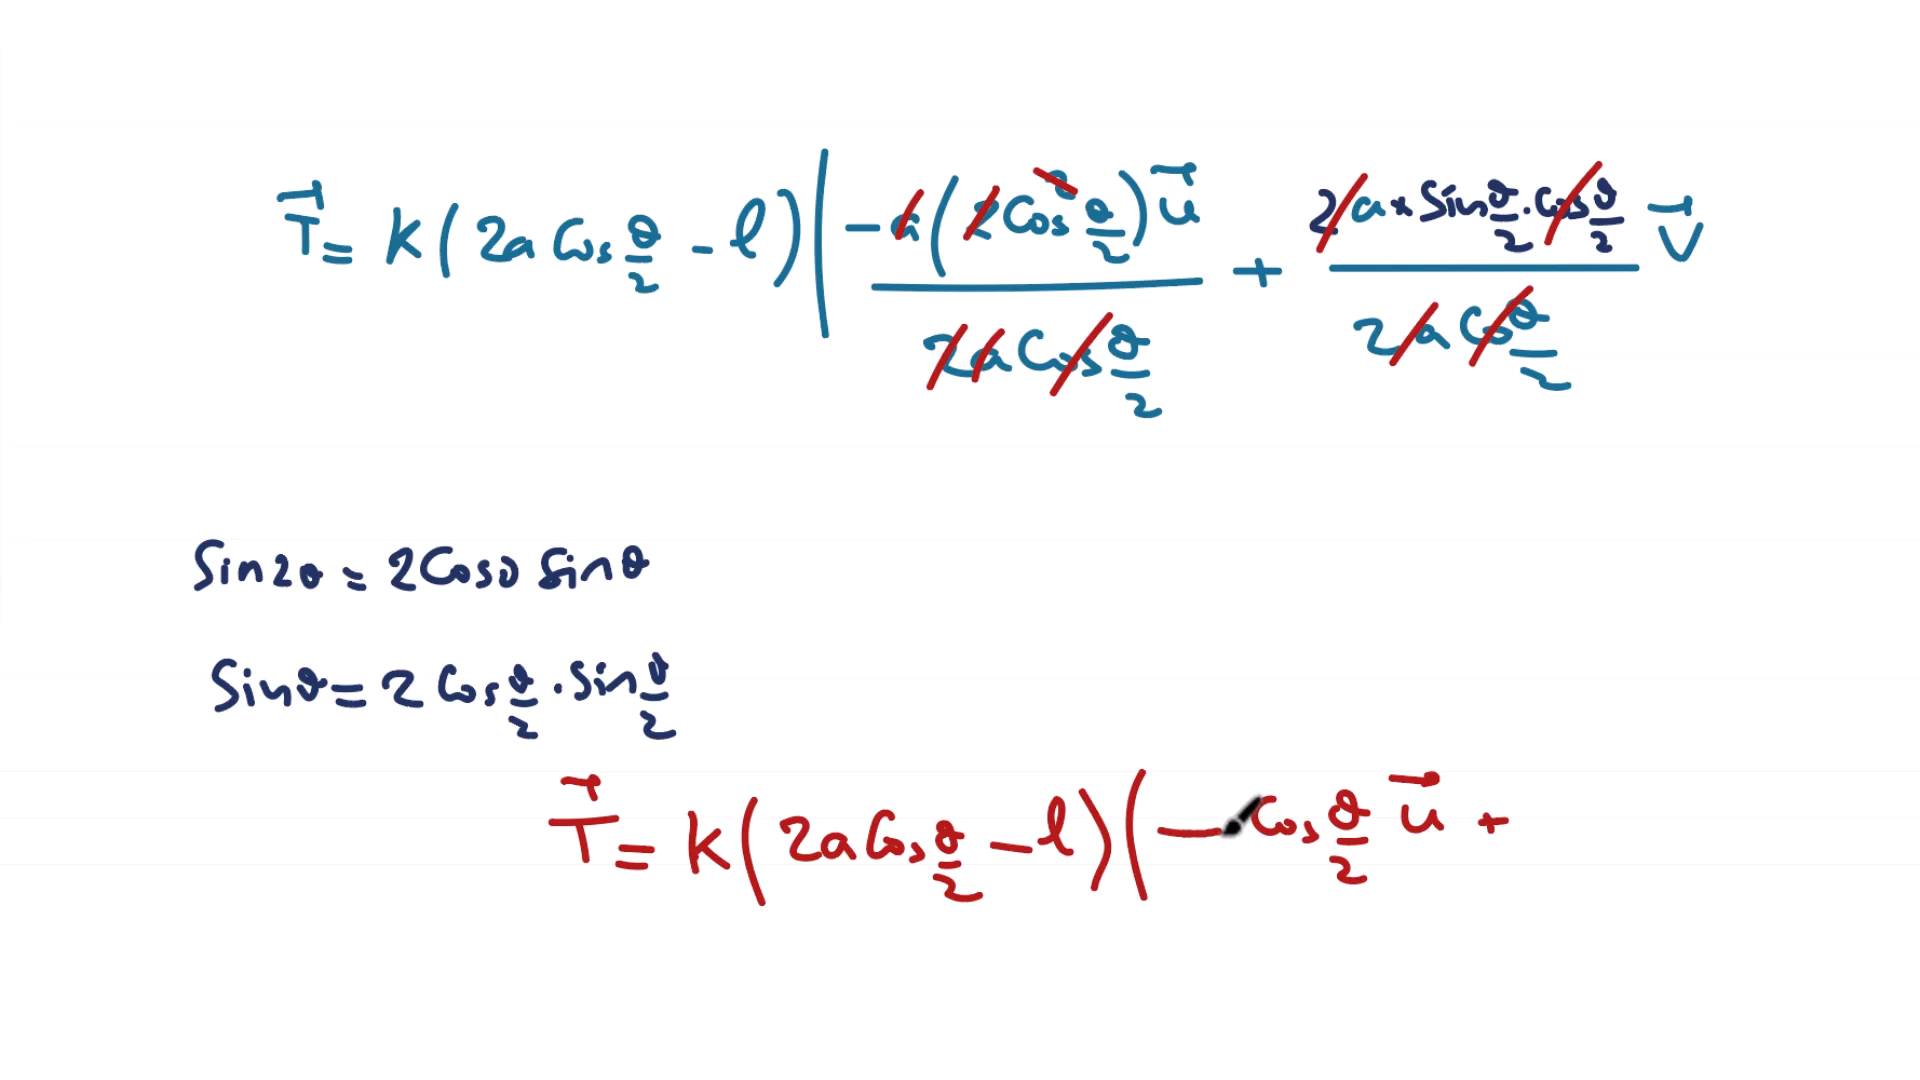 T⃗ = K(2a Cos θ/2 - l)(-a(2Cos² θ/2)u⃗ / 2a Cos θ/2 + 2a × Sin θ/2 . Cos θ/2 / 2a Cos θ/2 V⃗
Sin2θ = 2Cosθ Sinθ
Sinθ = 2 Cos θ/2 . Sin θ/2
T⃗ = K(2a Cos θ/2 - l)(- Cos θ/2 u⃗ +